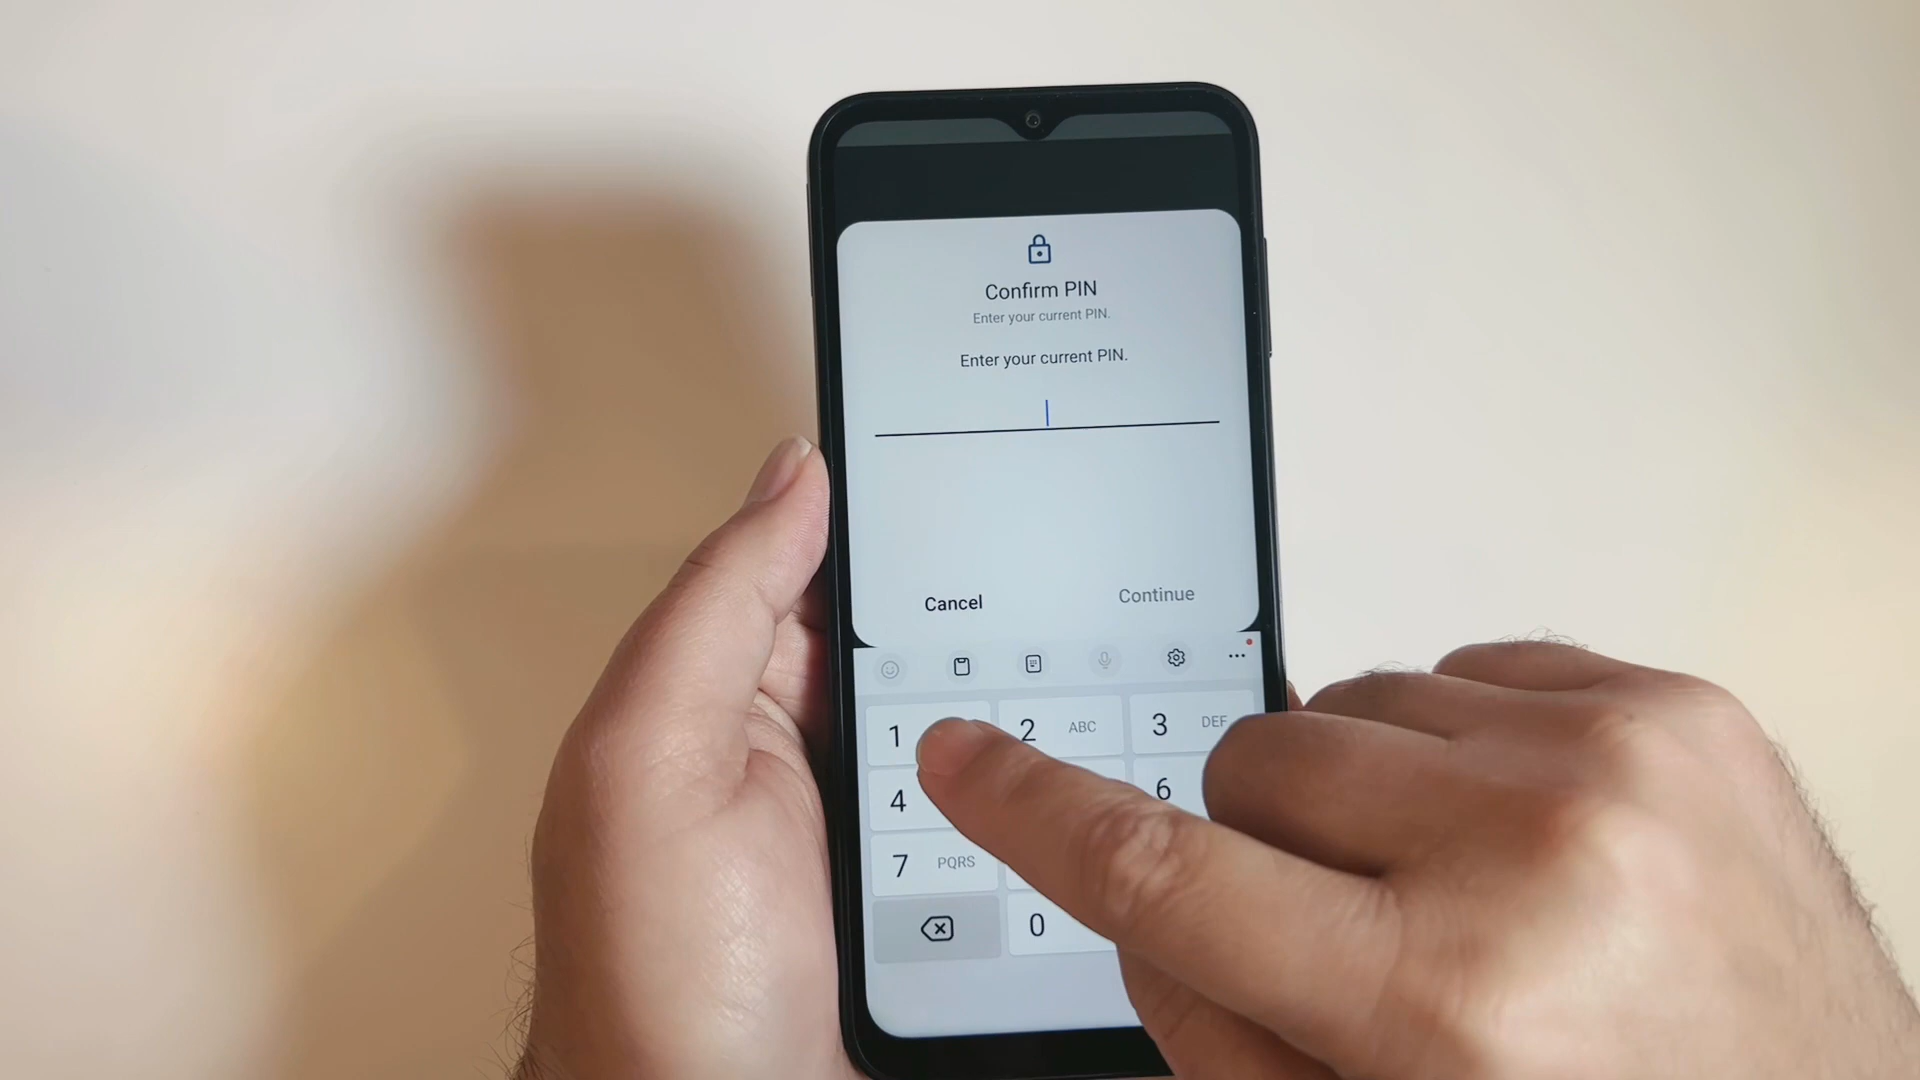 Confirm PIN
Enter your current PIN.
Enter your current PIN.
Cancel Continue
1 2 ABC 3 DEF
4 6
7 PQRS
0